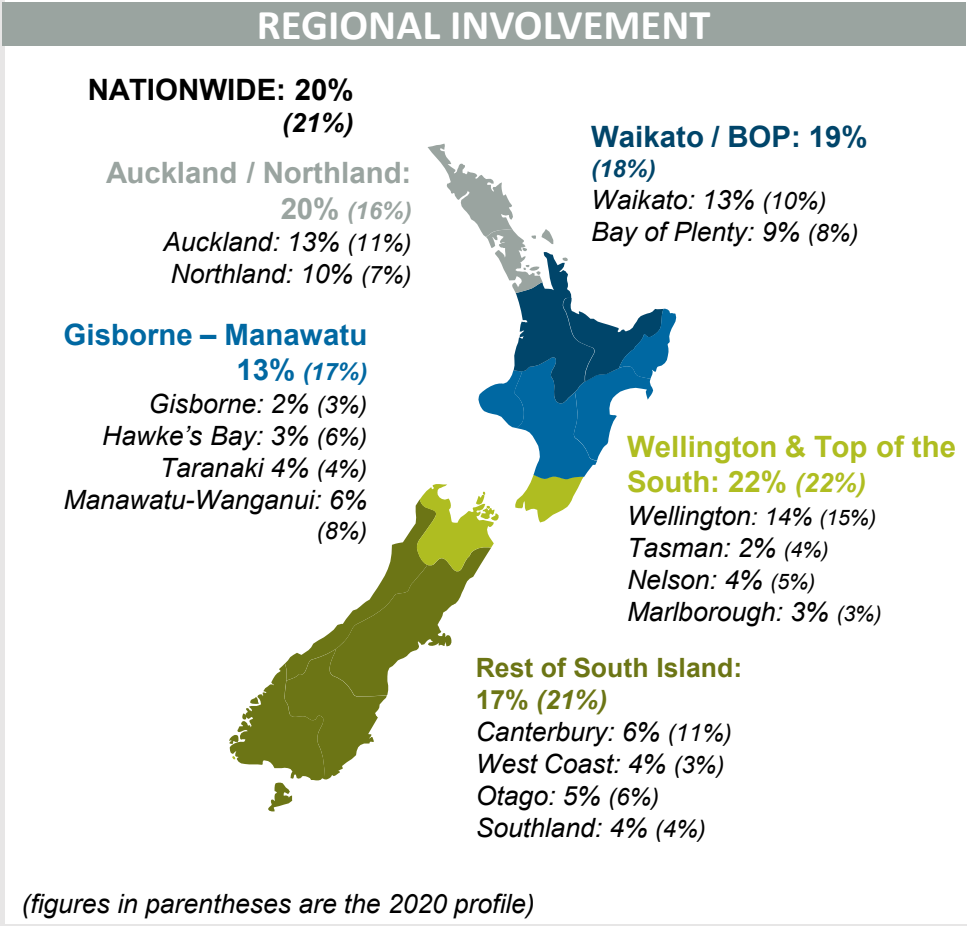 REGIONAL INVOLVEMENT
NATIONWIDE: 20%
(21%)
Auckland / Northland:
20% (16%)
Auckland: 13% (11%)
Northland: 10% (7%)
Waikato / BOP: 19%
(18%)
Waikato: 13% (10%)
Bay of Plenty: 9% (8%)
Gisborne – Manawatu
13% (17%)
Gisborne: 2% (3%)
Hawke’s Bay: 3% (6%)
Taranaki 4% (4%)
Manawatu-Wanganui: 6%
(8%)
Wellington & Top of the
South: 22% (22%)
Wellington: 14% (15%)
Tasman: 2% (4%)
Nelson: 4% (5%)
Marlborough: 3% (3%)
Rest of South Island:
17% (21%)
Canterbury: 6% (11%)
West Coast: 4% (3%)
Otago: 5% (6%)
Southland: 4% (4%)
(figures in parentheses are the 2020 profile)